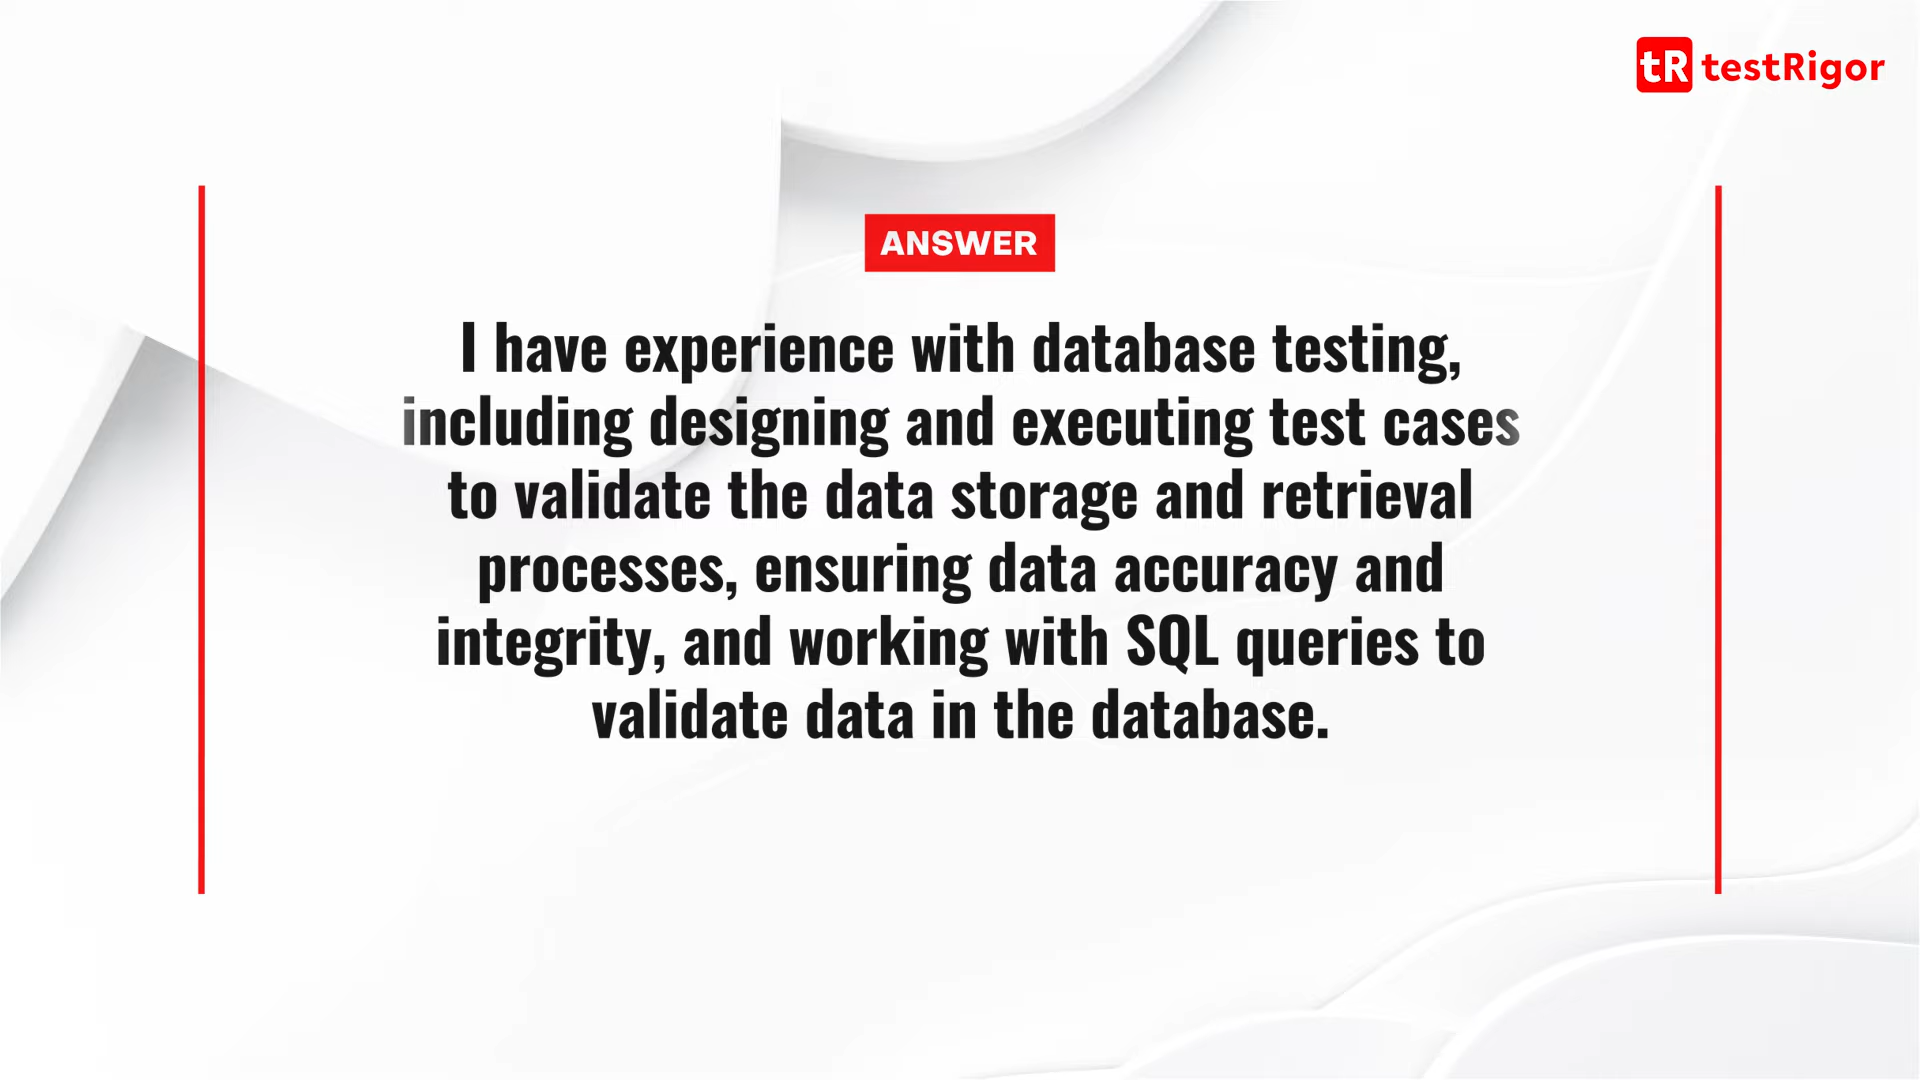 tR testRigor
ANSWER
I have experience with database testing,
including designing and executing test cases
to validate the data storage and retrieval
processes, ensuring data accuracy and
integrity, and working with SQL queries to
validate data in the database.